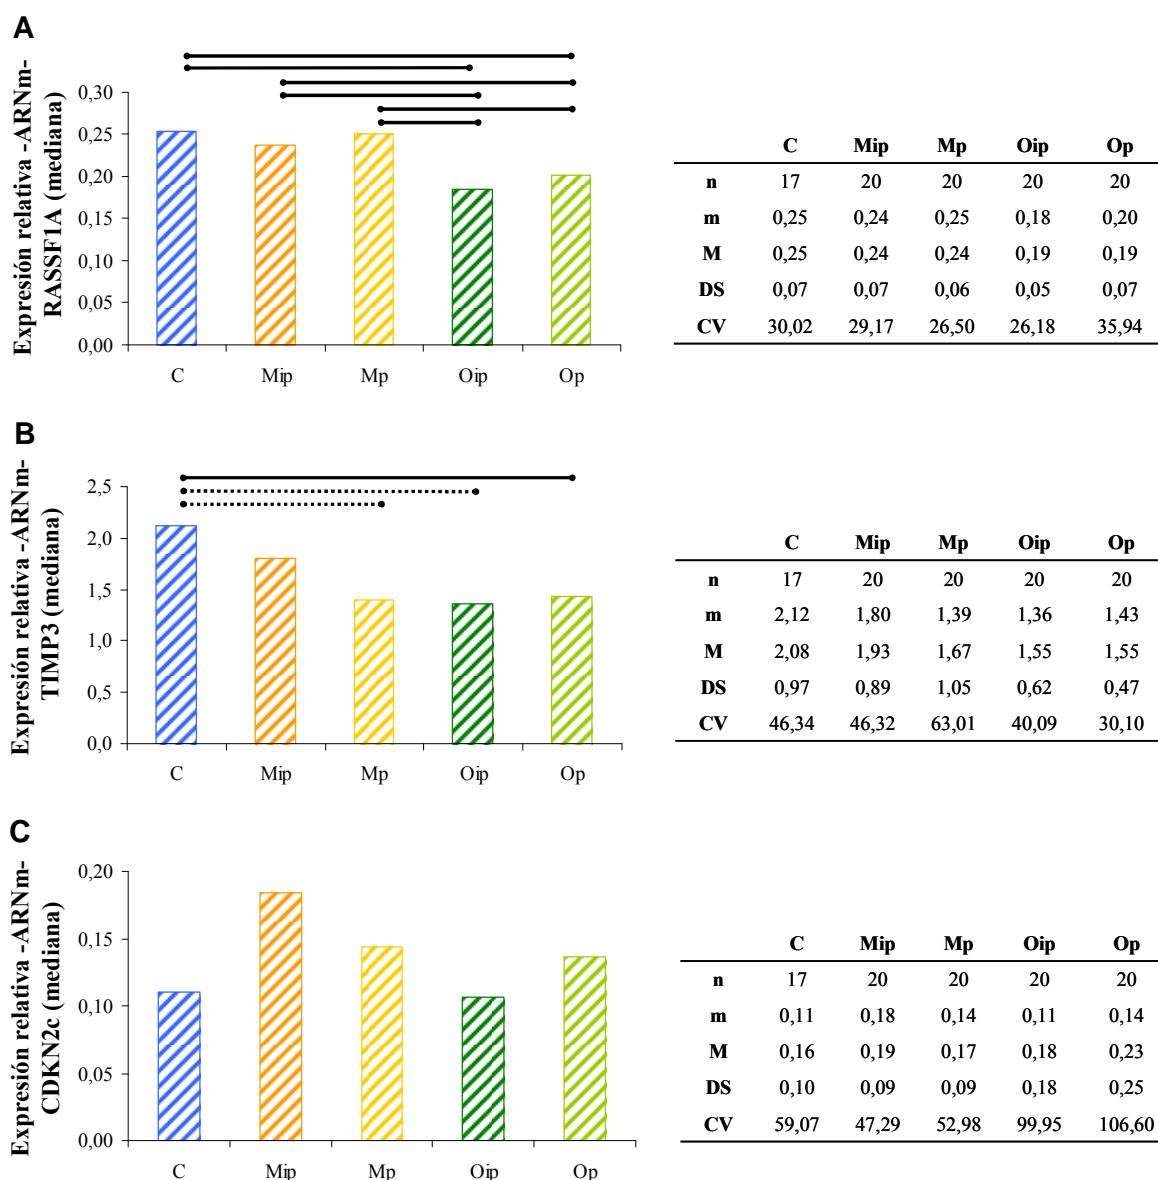 A
Expresión relativa -ARNm-
RASSF1A (mediana)
0,30
0,25
0,20
0,15
0,10
0,05
0,00
C Mip Mp Oip Op
C Mip Mp Oip Op
n 17 20 20 20 20
m 0,25 0,24 0,25 0,18 0,20
M 0,25 0,24 0,24 0,19 0,19
DS 0,07 0,07 0,06 0,05 0,07
CV 30,02 29,17 26,50 26,18 35,94
B
Expresión relativa -ARNm-
TIMP3 (mediana)
2,5
2,0
1,5
1,0
0,5
0,0
C Mip Mp Oip Op
C Mip Mp Oip Op
n 17 20 20 20 20
m 2,12 1,80 1,39 1,36 1,43
M 2,08 1,93 1,67 1,55 1,55
DS 0,97 0,89 1,05 0,62 0,47
CV 46,34 46,32 63,01 40,09 30,10
C
Expresión relativa -ARNm-
CDKN2c (mediana)
0,20
0,15
0,10
0,05
0,00
C Mip Mp Oip Op
C Mip Mp Oip Op
n 17 20 20 20 20
m 0,11 0,18 0,14 0,11 0,14
M 0,16 0,19 0,17 0,18 0,23
DS 0,10 0,09 0,09 0,18 0,25
CV 59,07 47,29 52,98 99,95 106,60